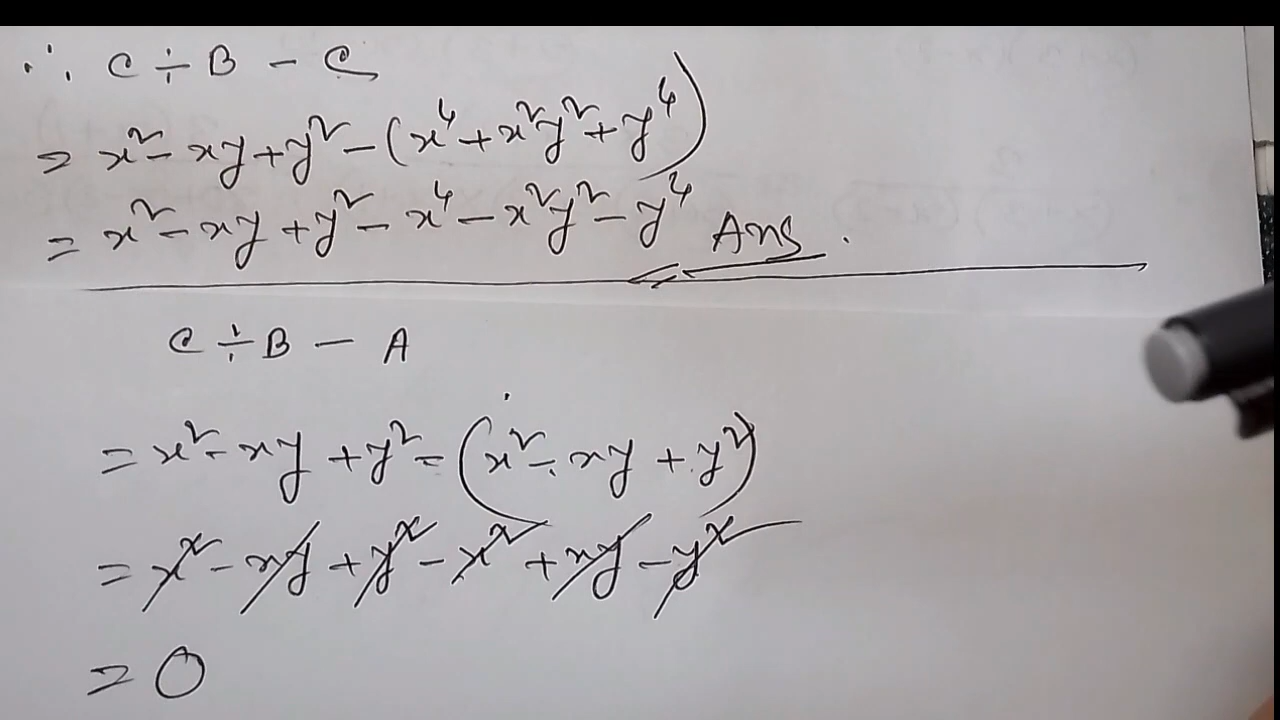 ∴ C ÷ B - C
= x² - xy + y² - (x⁴ + x²y² + y⁴)
= x² - xy + y² - x⁴ - x²y² - y⁴ Ans.
C ÷ B - A
= x² - xy + y² - (x² - xy + y²)
= x² - xy + y² - x² + xy - y²
= 0